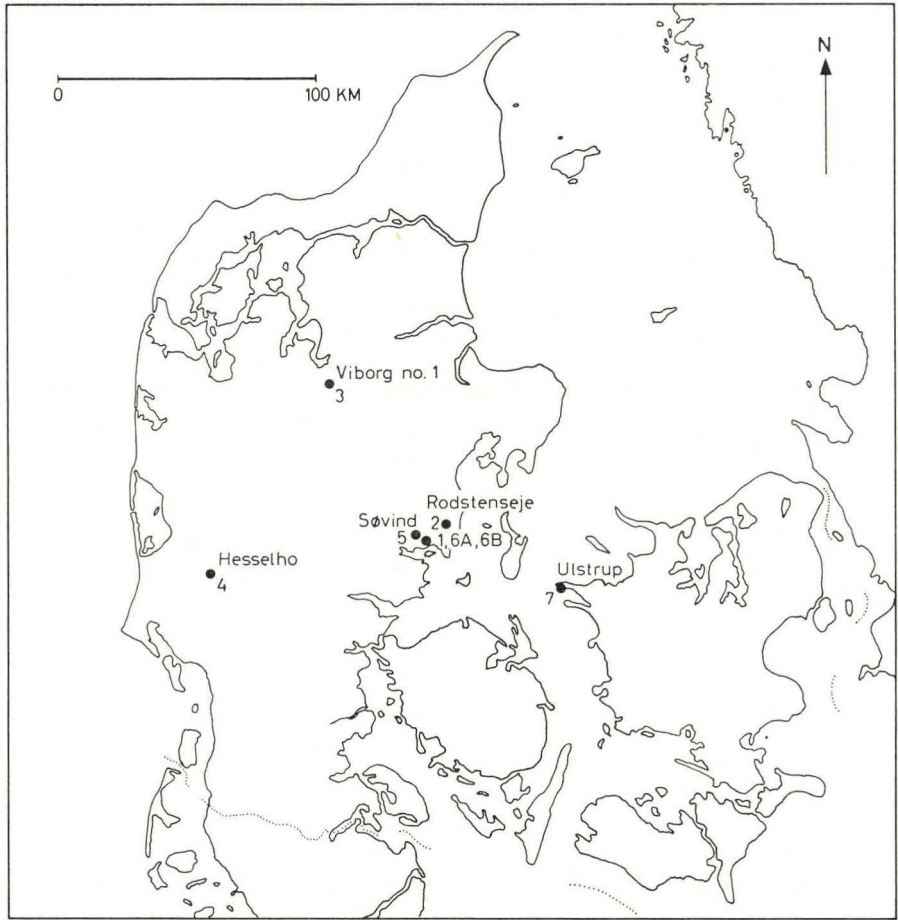 N
0 100 KM
Viborg no. 1
3
Rodstenseje
Søvind 2
5 1,6A,6B
Hesselho
4
Ulstrup
7